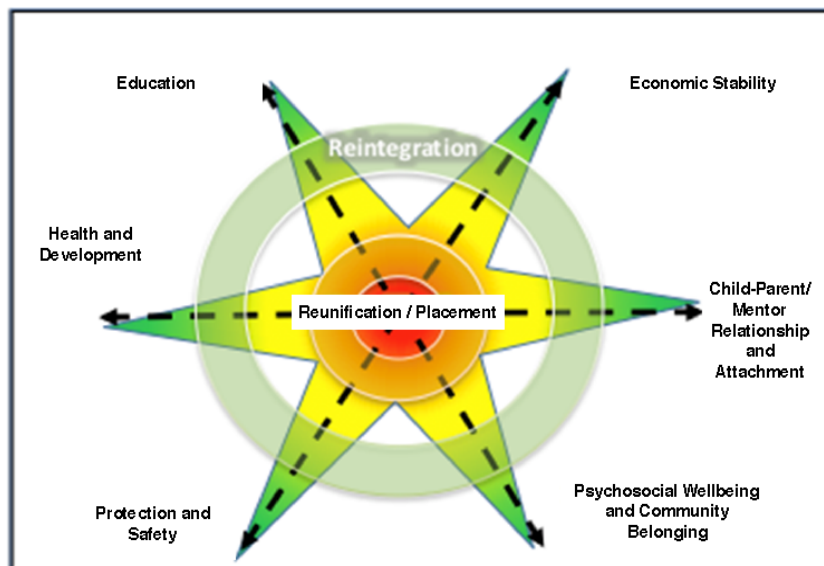 Education
Economic Stability
Reintegration
Health and
Development
Reunification / Placement
Child-Parent/
Mentor
Relationship
and
Attachment
Protection and
Safety
Psychosocial Wellbeing
and Community
Belonging